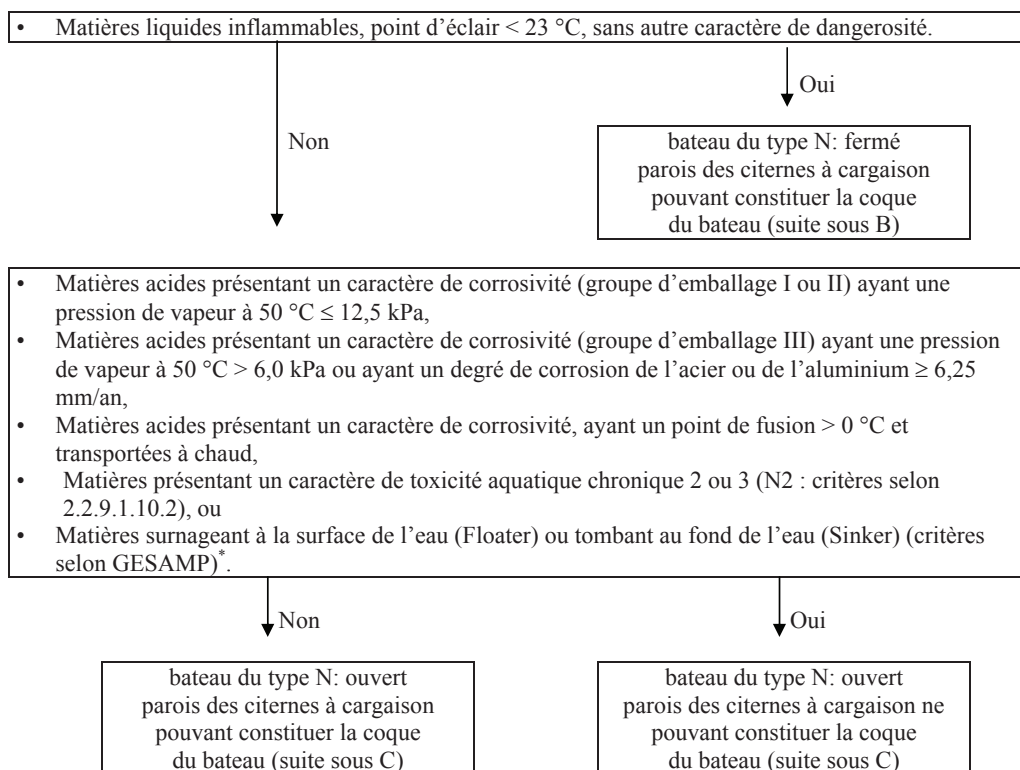 • Matières liquides inflammables, point d’éclair < 23 °C, sans autre caractère de dangerosité.
Oui
Non
bateau du type N: fermé
parois des citernes à cargaison
pouvant constituer la coque
du bateau (suite sous B)
• Matières acides présentant un caractère de corrosivité (groupe d’emballage I ou II) ayant une
pression de vapeur à 50 °C ≤ 12,5 kPa,
• Matières acides présentant un caractère de corrosivité (groupe d’emballage III) ayant une pression
de vapeur à 50 °C > 6,0 kPa ou ayant un degré de corrosion de l’acier ou de l’aluminium ≥ 6,25
mm/an,
• Matières acides présentant un caractère de corrosivité, ayant un point de fusion > 0 °C et
transportées à chaud,
• Matières présentant un caractère de toxicité aquatique chronique 2 ou 3 (N2 : critères selon
2.2.9.1.10.2), ou
• Matières surnageant à la surface de l’eau (Floater) ou tombant au fond de l’eau (Sinker) (critères
selon GESAMP)*.
Non
Oui
bateau du type N: ouvert
parois des citernes à cargaison
pouvant constituer la coque
du bateau (suite sous C)
bateau du type N: ouvert
parois des citernes à cargaison ne
pouvant constituer la coque
du bateau (suite sous C)